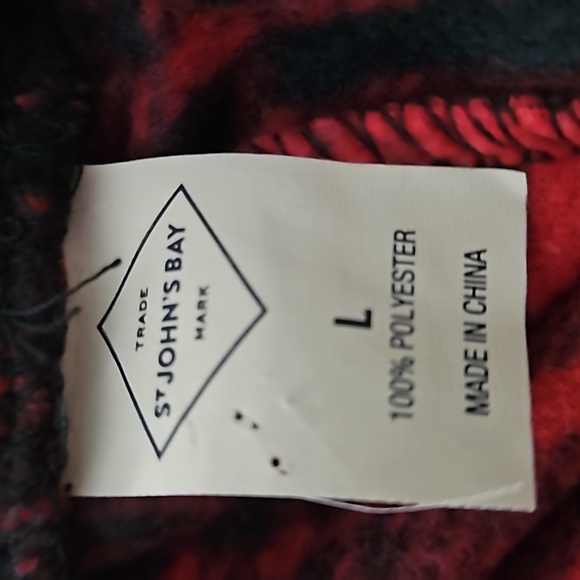 TRADE
ST JOHN'S BAY
MARK
L
100% POLYESTER
MADE IN CHINA